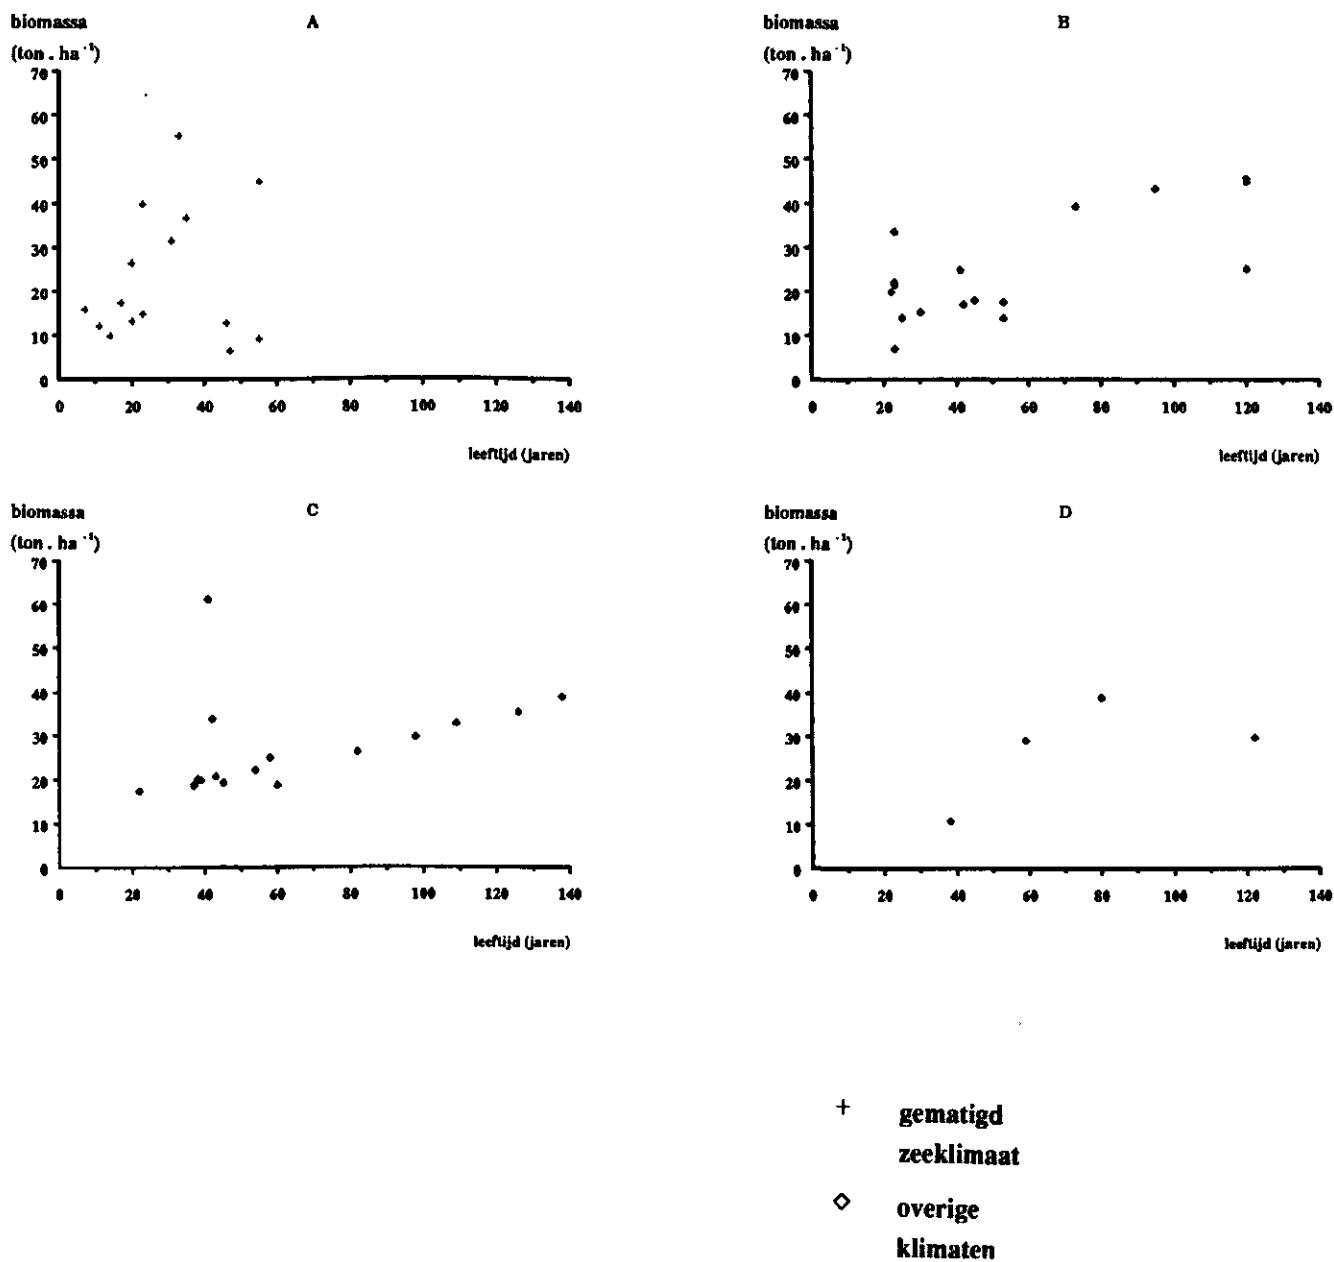 biomassa
A
(ton . ha⁻¹)
70
60
50
40
30
20
10
0
0 20 40 60 80 100 120 140
leeftijd (jaren)
biomassa
B
(ton . ha⁻¹)
70
60
50
40
30
20
10
0
0 20 40 60 80 100 120 140
leeftijd (jaren)
biomassa
C
(ton . ha⁻¹)
70
60
50
40
30
20
10
0
0 20 40 60 80 100 120 140
leeftijd (jaren)
biomassa
D
(ton . ha⁻¹)
70
60
50
40
30
20
10
0
0 20 40 60 80 100 120 140
leeftijd (jaren)
+ gematigd
zeeklimaat
◇ overige
klimaten